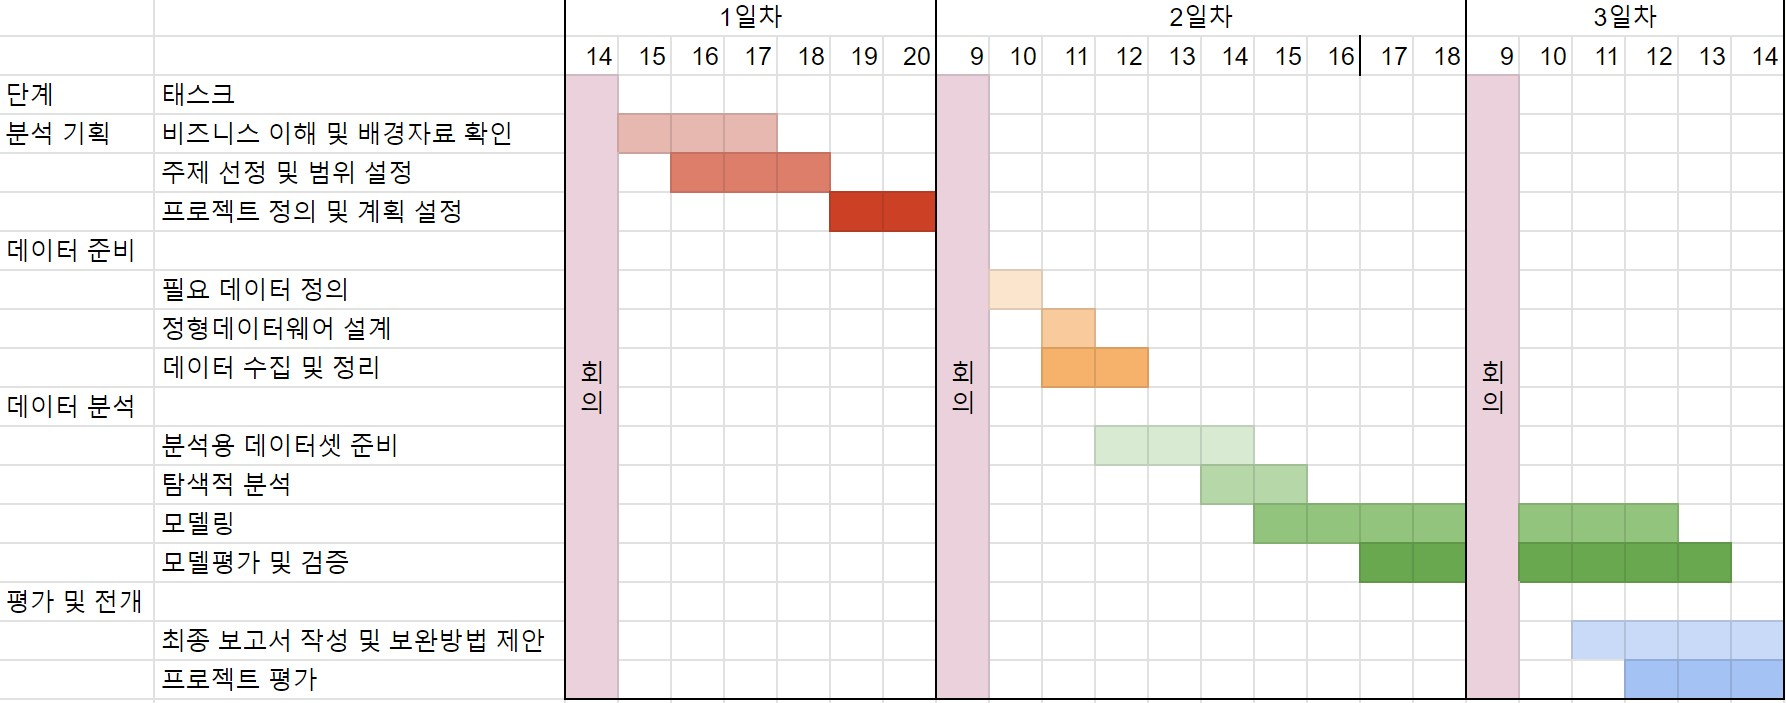 1일차 2일차 3일차
14 15 16 17 18 19 20 9 10 11 12 13 14 15 16 17 18 9 10 11 12 13 14
단계 태스크
분석 기획 비즈니스 이해 및 배경자료 확인
주제 선정 및 범위 설정
프로젝트 정의 및 계획 설정
데이터 준비
필요 데이터 정의
정형데이터웨어 설계
데이터 수집 및 정리
회의 회의 회의
데이터 분석
분석용 데이터셋 준비
탐색적 분석
모델링
모델평가 및 검증
평가 및 전개
최종 보고서 작성 및 보완방법 제안
프로젝트 평가